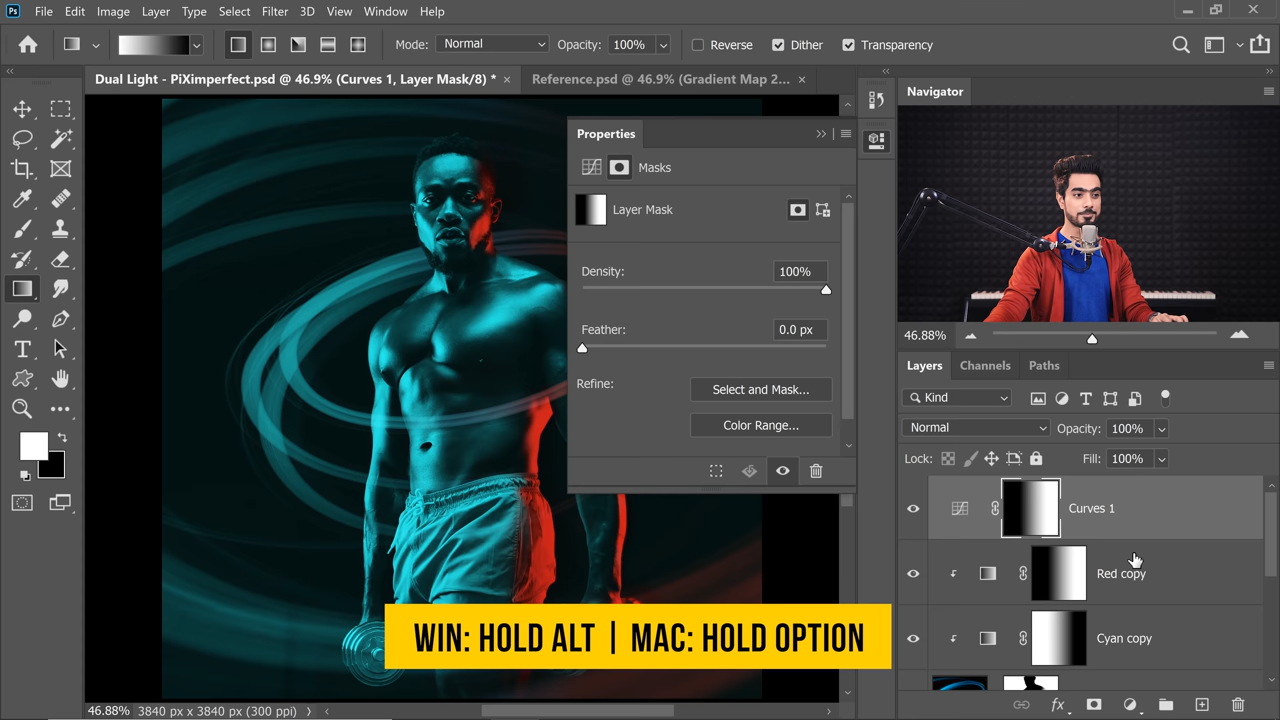 Ps File Edit Image Layer Type Select Filter 3D View Window Help
Mode: Normal Opacity: 100% Reverse Dither Transparency
Dual Light - PiXimperfect.psd @ 46.9% (Curves 1, Layer Mask/8) * × Reference.psd @ 46.9% (Gradient Map 2... ×
Navigator
Properties
Masks
Layer Mask
Density: 100%
Feather: 0.0 px
Refine: Select and Mask...
Color Range...
46.88%
Layers Channels Paths
Kind
Normal Opacity: 100%
Lock: Fill: 100%
Curves 1
Red copy
Cyan copy
WIN: HOLD ALT | MAC: HOLD OPTION
46.88% 3840 px x 3840 px (300 ppi)